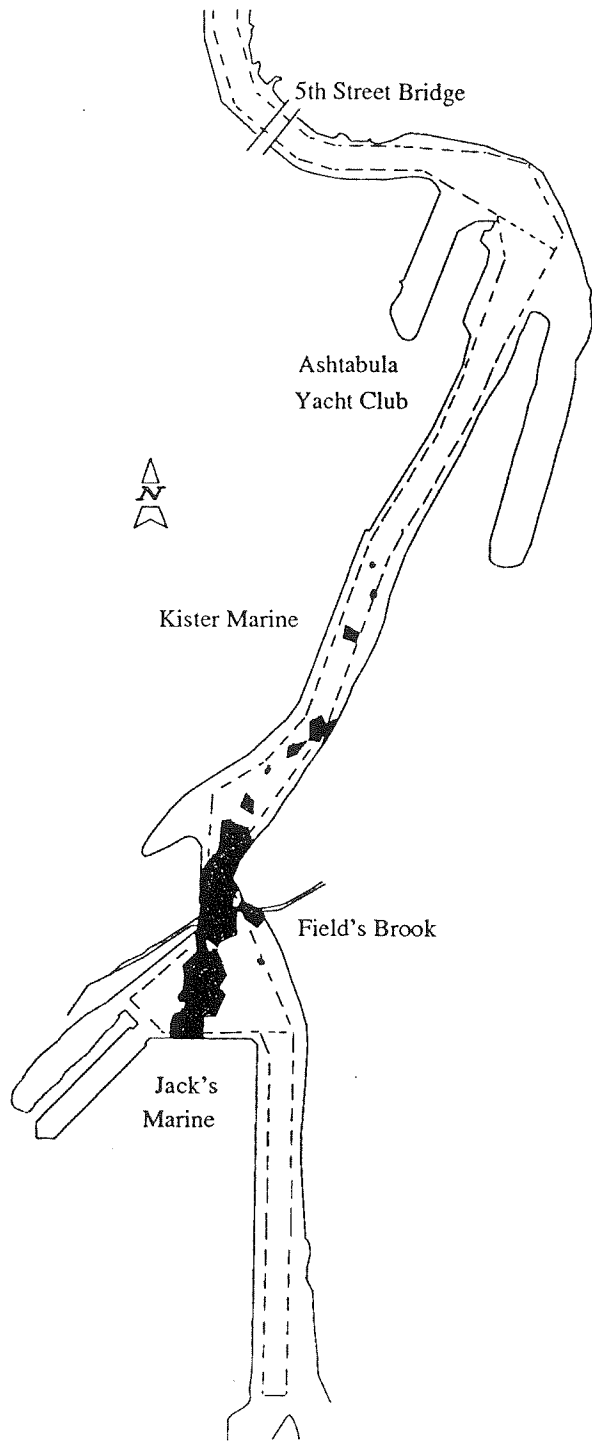 5th Street Bridge
Ashtabula
Yacht Club
N
Kister Marine
Field's Brook
Jack's
Marine